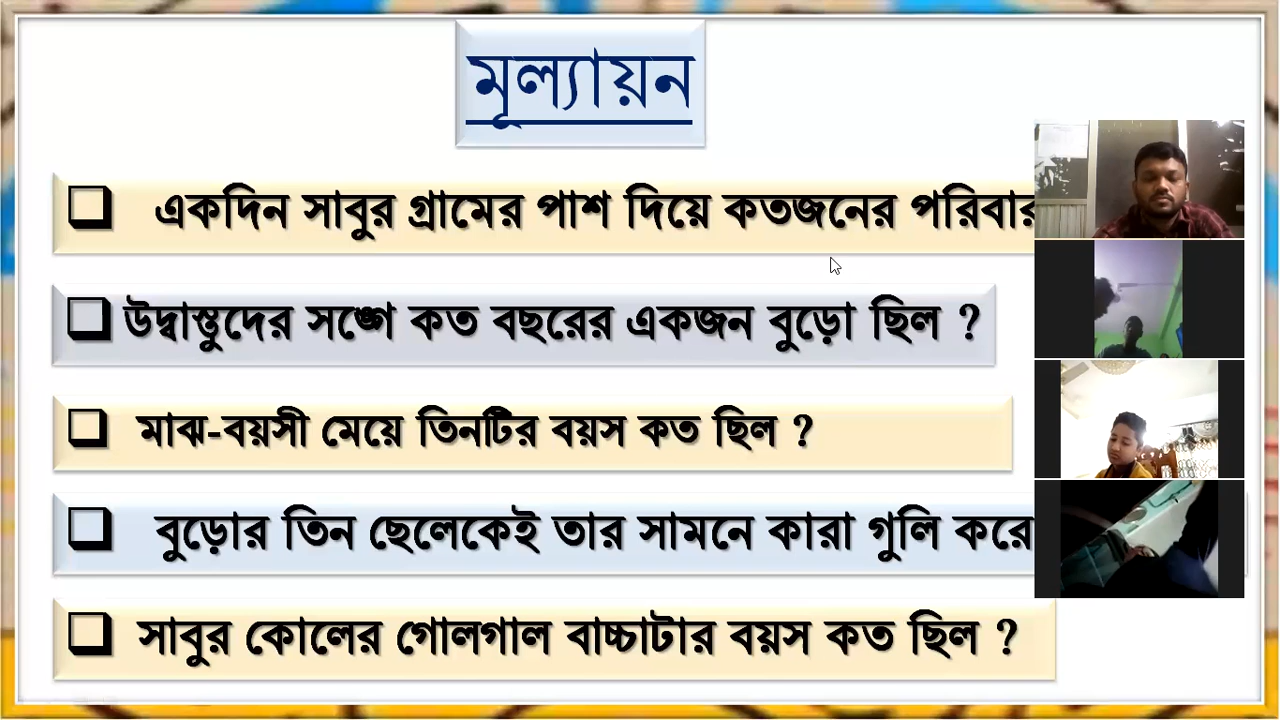 মূল্যায়ন
একদিন সাবুর গ্রামের পাশ দিয়ে কতজনের পরিবার
উদ্বাস্তুদের সঙ্গে কত বছরের একজন বুড়ো ছিল ?
মাঝ-বয়সী মেয়ে তিনটির বয়স কত ছিল ?
বুড়োর তিন ছেলেকেই তার সামনে কারা গুলি করে
সাবুর কোলের গোলগাল বাচ্চাটার বয়স কত ছিল ?